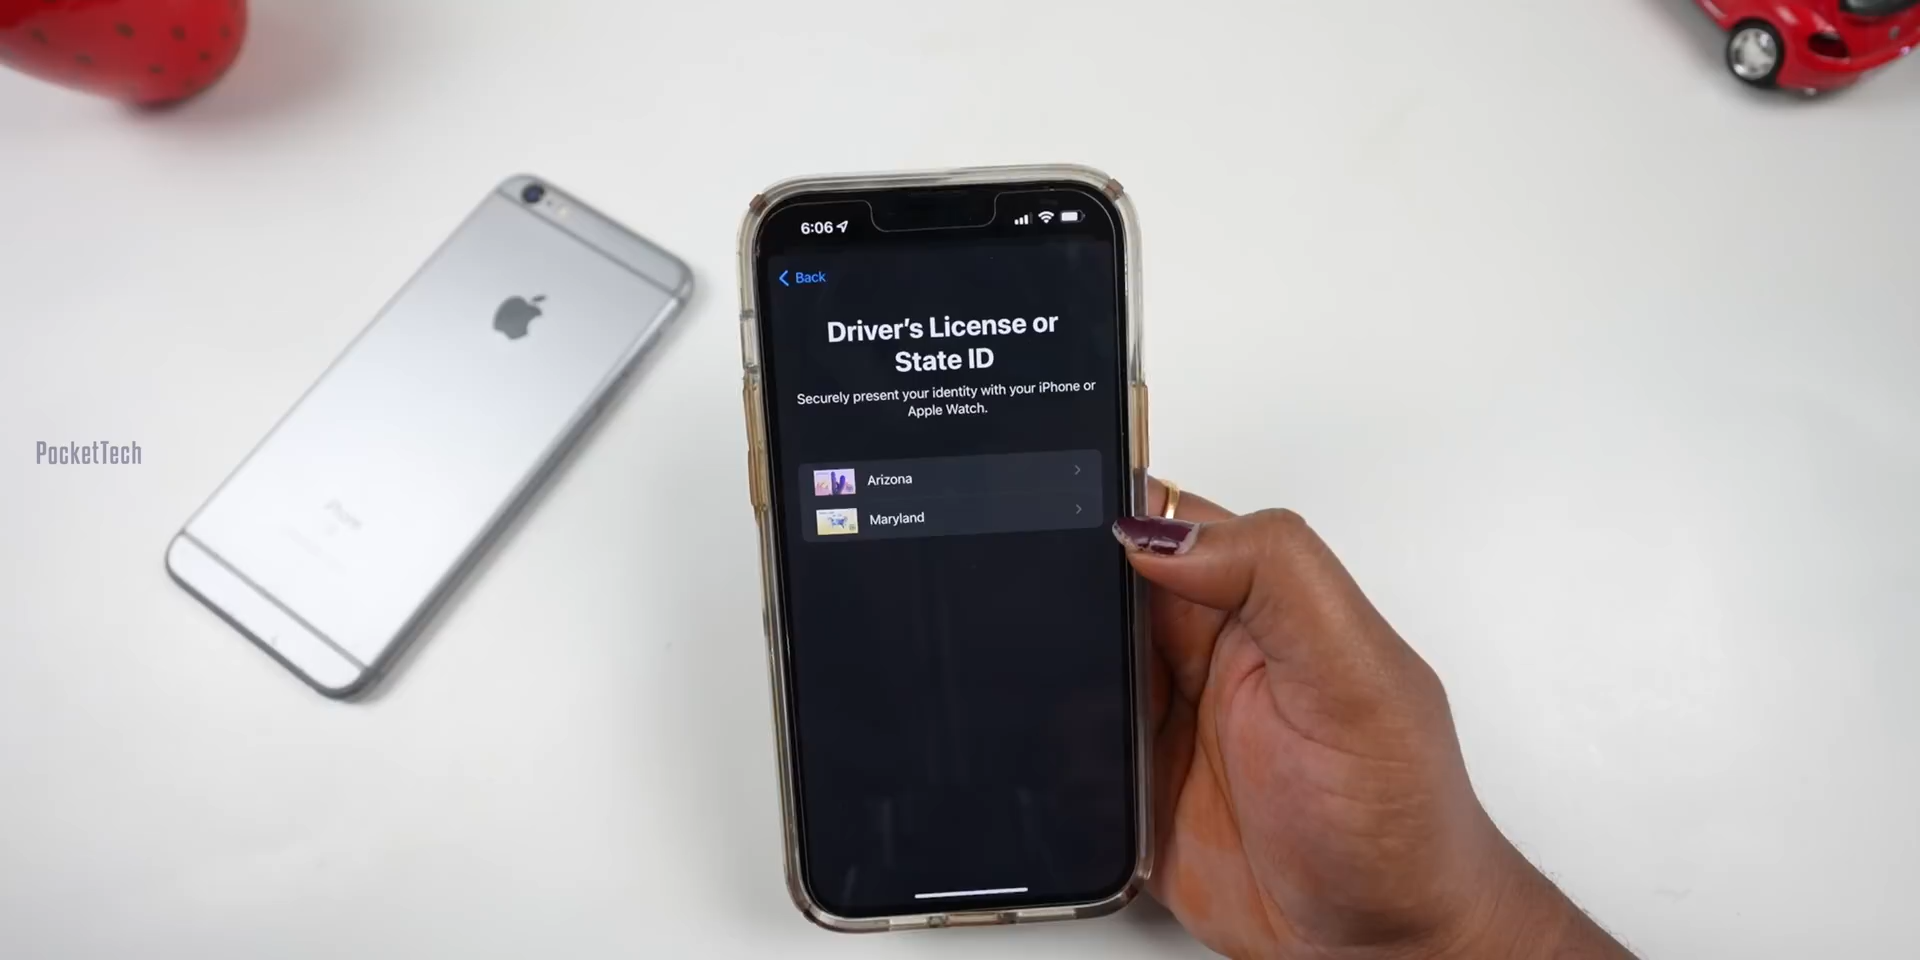 6:06
Back
Driver's License or
State ID
Securely present your identity with your iPhone or
Apple Watch.
Arizona
Maryland
PocketTech
iPhone